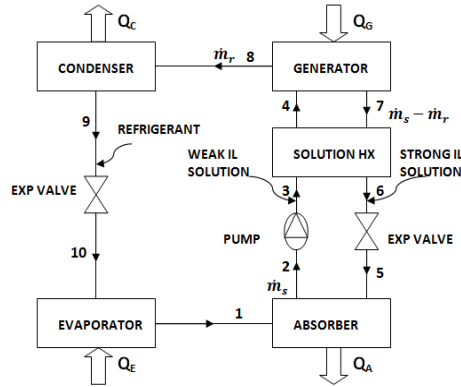 Q_C
Q_G
CONDENSER
ṁ_r 8
GENERATOR
9
4
7
ṁ_s − ṁ_r
REFRIGERANT
SOLUTION HX
WEAK IL
SOLUTION
STRONG IL
SOLUTION
3
6
EXP VALVE
PUMP
EXP VALVE
10
2
5
ṁ_s
EVAPORATOR
1
ABSORBER
Q_E
Q_A